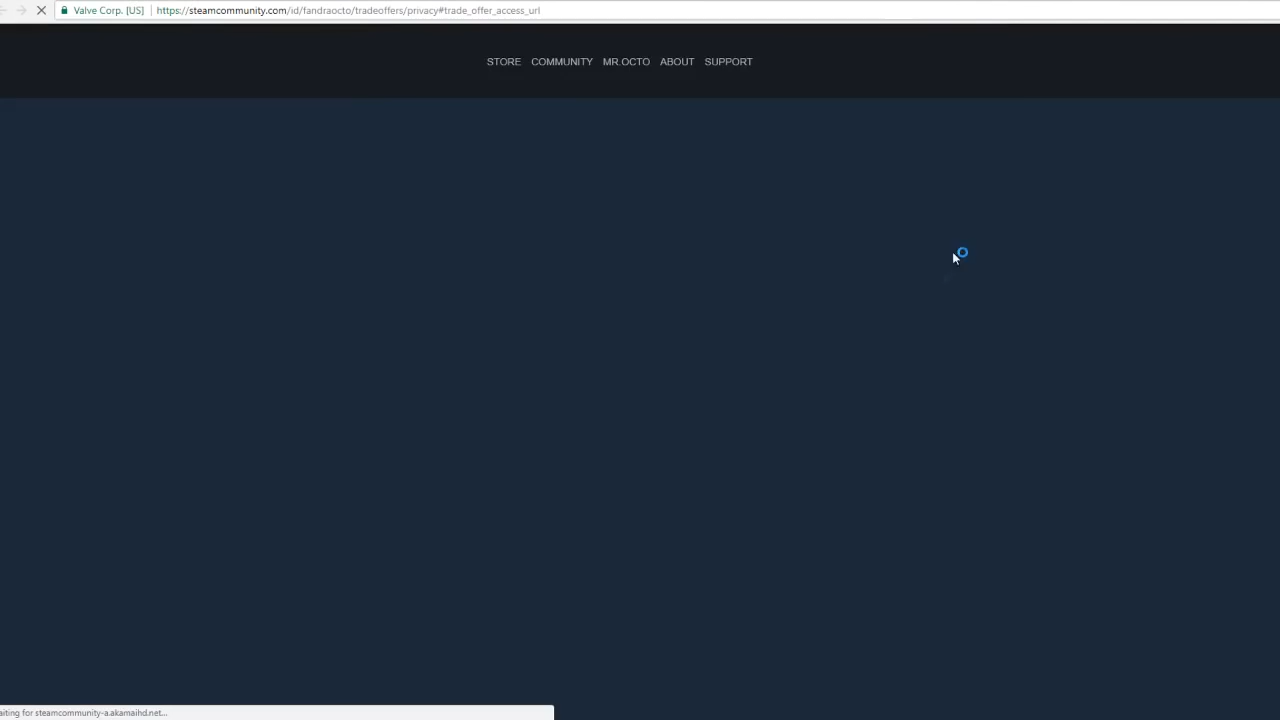 Valve Corp. [US] https://steamcommunity.com/id/fandraocto/tradeoffers/privacy#trade_offer_access_url
STORE COMMUNITY MR.OCTO ABOUT SUPPORT
aiting for steamcommunity-a.akamaihd.net...